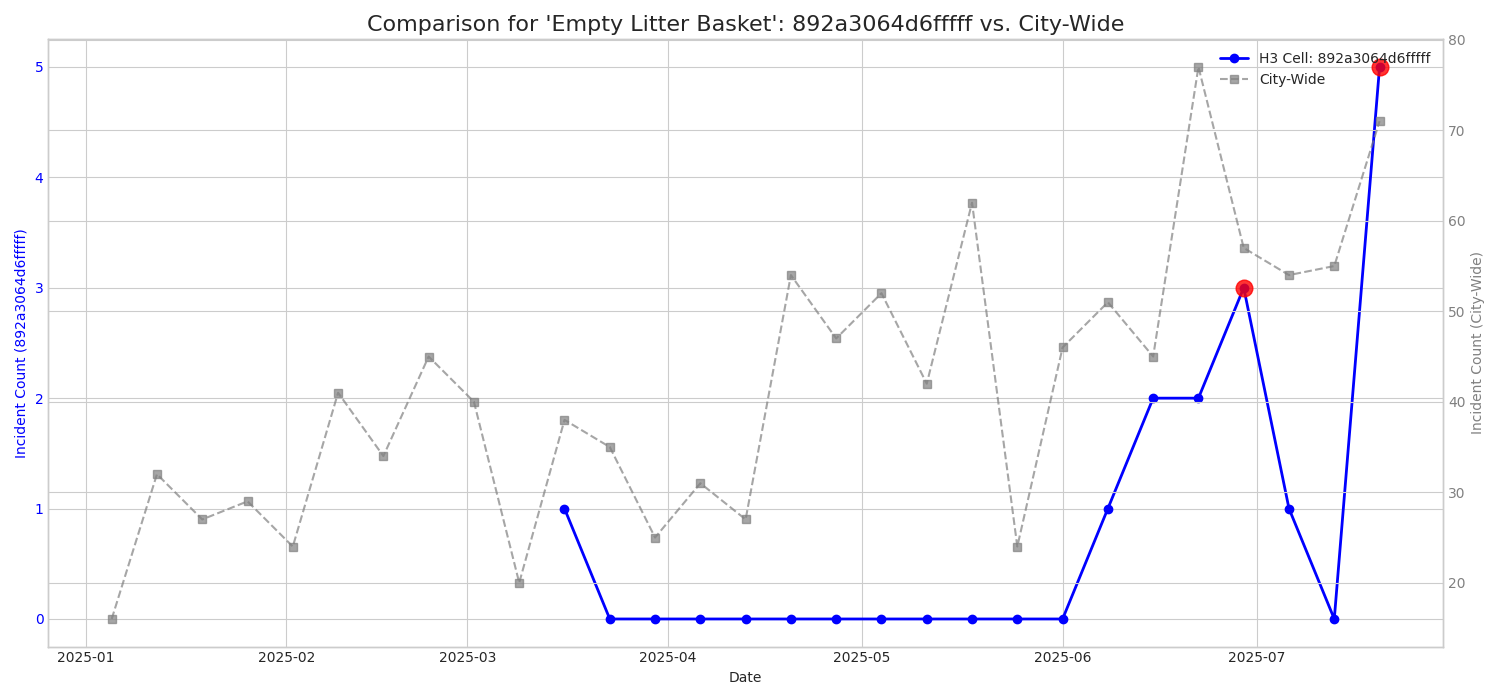 Comparison for 'Empty Litter Basket': 892a3064d6fffff vs. City-Wide
H3 Cell: 892a3064d6fffff
City-Wide
Incident Count (892a3064d6fffff)
5
4
3
2
1
0
80
70
60
50
40
30
20
Incident Count (City-Wide)
2025-01 2025-02 2025-03 2025-04 2025-05 2025-06 2025-07
Date